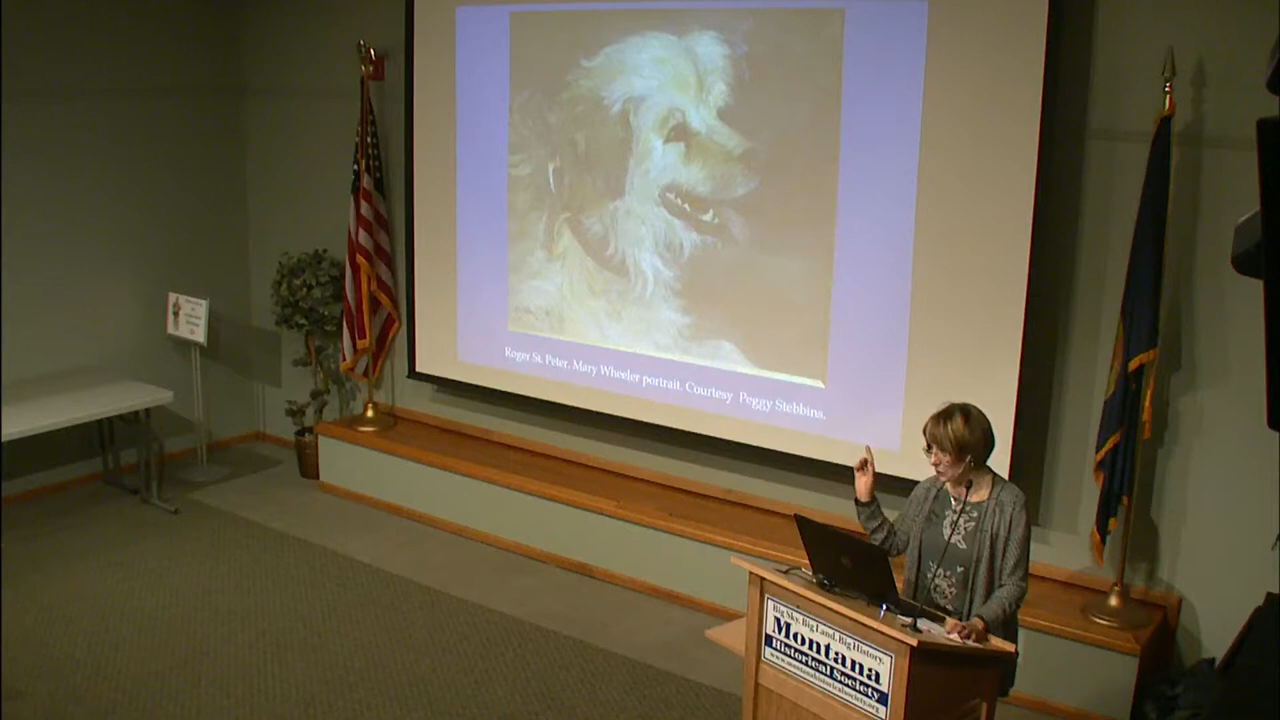 Roger St. Peter, Mary Wheeler portrait. Courtesy Peggy Stebbins.
Big Sky. Big Land. Big History.
Montana
Historical Society
www.montanahistoricalsociety.org